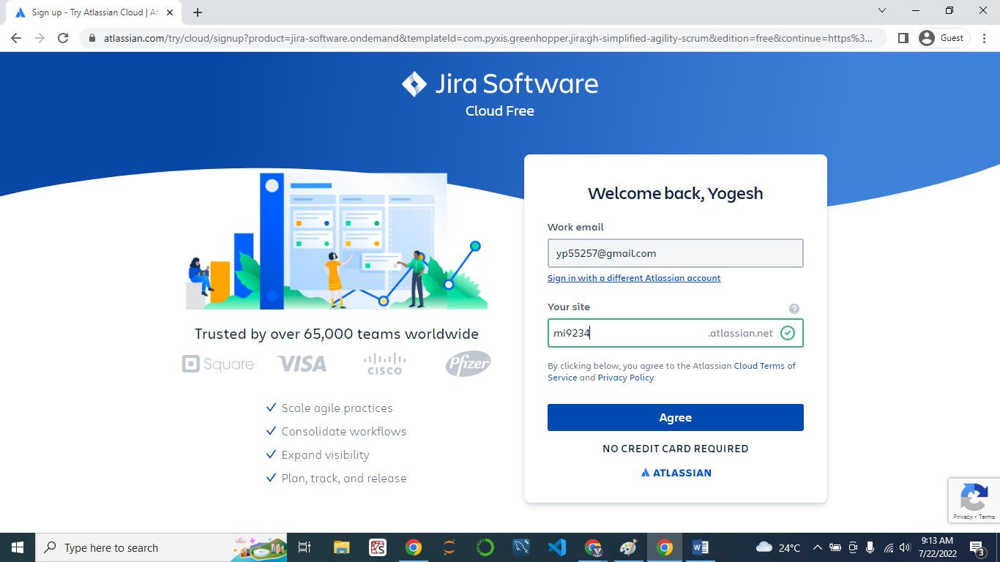 Sign up - Try Atlassian Cloud | Atl
atlassian.com/try/cloud/signup?product=jira-software.ondemand&templateId=com.pyxis.greenhopper.jira:gh-simplified-agility-scrum&edition=free&continue=https%3...
Guest
Jira Software
Cloud Free
Welcome back, Yogesh
Work email
yp55257@gmail.com
Sign in with a different Atlassian account
Your site
?
mi9234 .atlassian.net
By clicking below, you agree to the Atlassian Cloud Terms of
Service and Privacy Policy.
Agree
NO CREDIT CARD REQUIRED
ATLASSIAN
Trusted by over 65,000 teams worldwide
Square VISA CISCO Pfizer
Scale agile practices
Consolidate workflows
Expand visibility
Plan, track, and release
Privacy - Terms
Type here to search
24°C
9:13 AM
7/22/2022
3